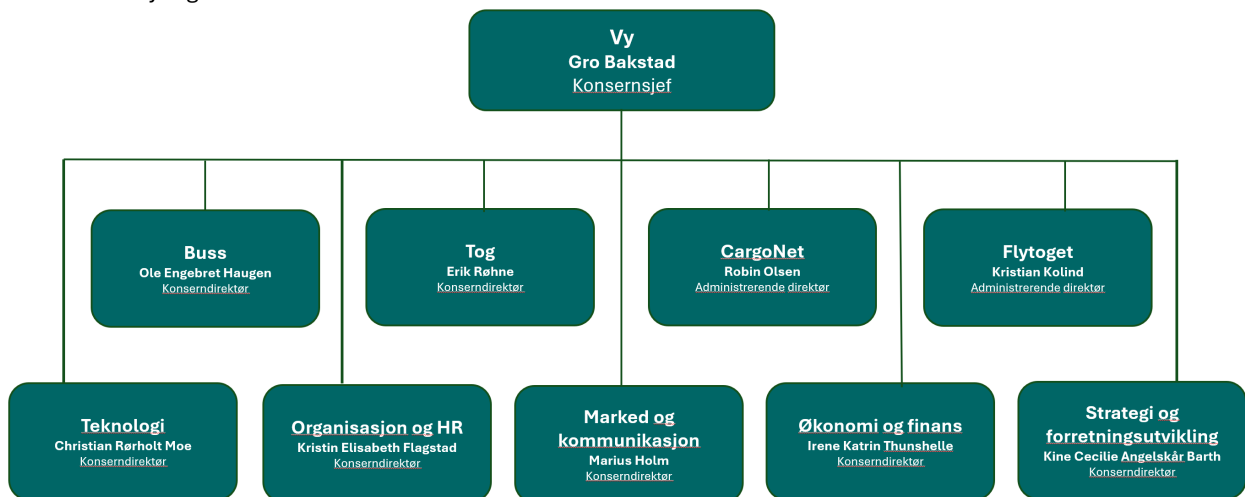 Vy
Gro Bakstad
Konsernsjef
Buss
Ole Engebret Haugen
Konserndirektør
Tog
Erik Røhne
Konserndirektør
CargoNet
Robin Olsen
Administrerende direktør
Flytoget
Kristian Kolind
Administrerende direktør
Teknologi
Christian Rørholt Moe
Konserndirektør
Organisasjon og HR
Kristin Elisabeth Flagstad
Konserndirektør
Marked og
kommunikasjon
Marius Holm
Konserndirektør
Økonomi og finans
Irene Katrin Thunshelle
Konserndirektør
Strategi og
forretningsutvikling
Kine Cecilie Angelskår Barth
Konserndirektør